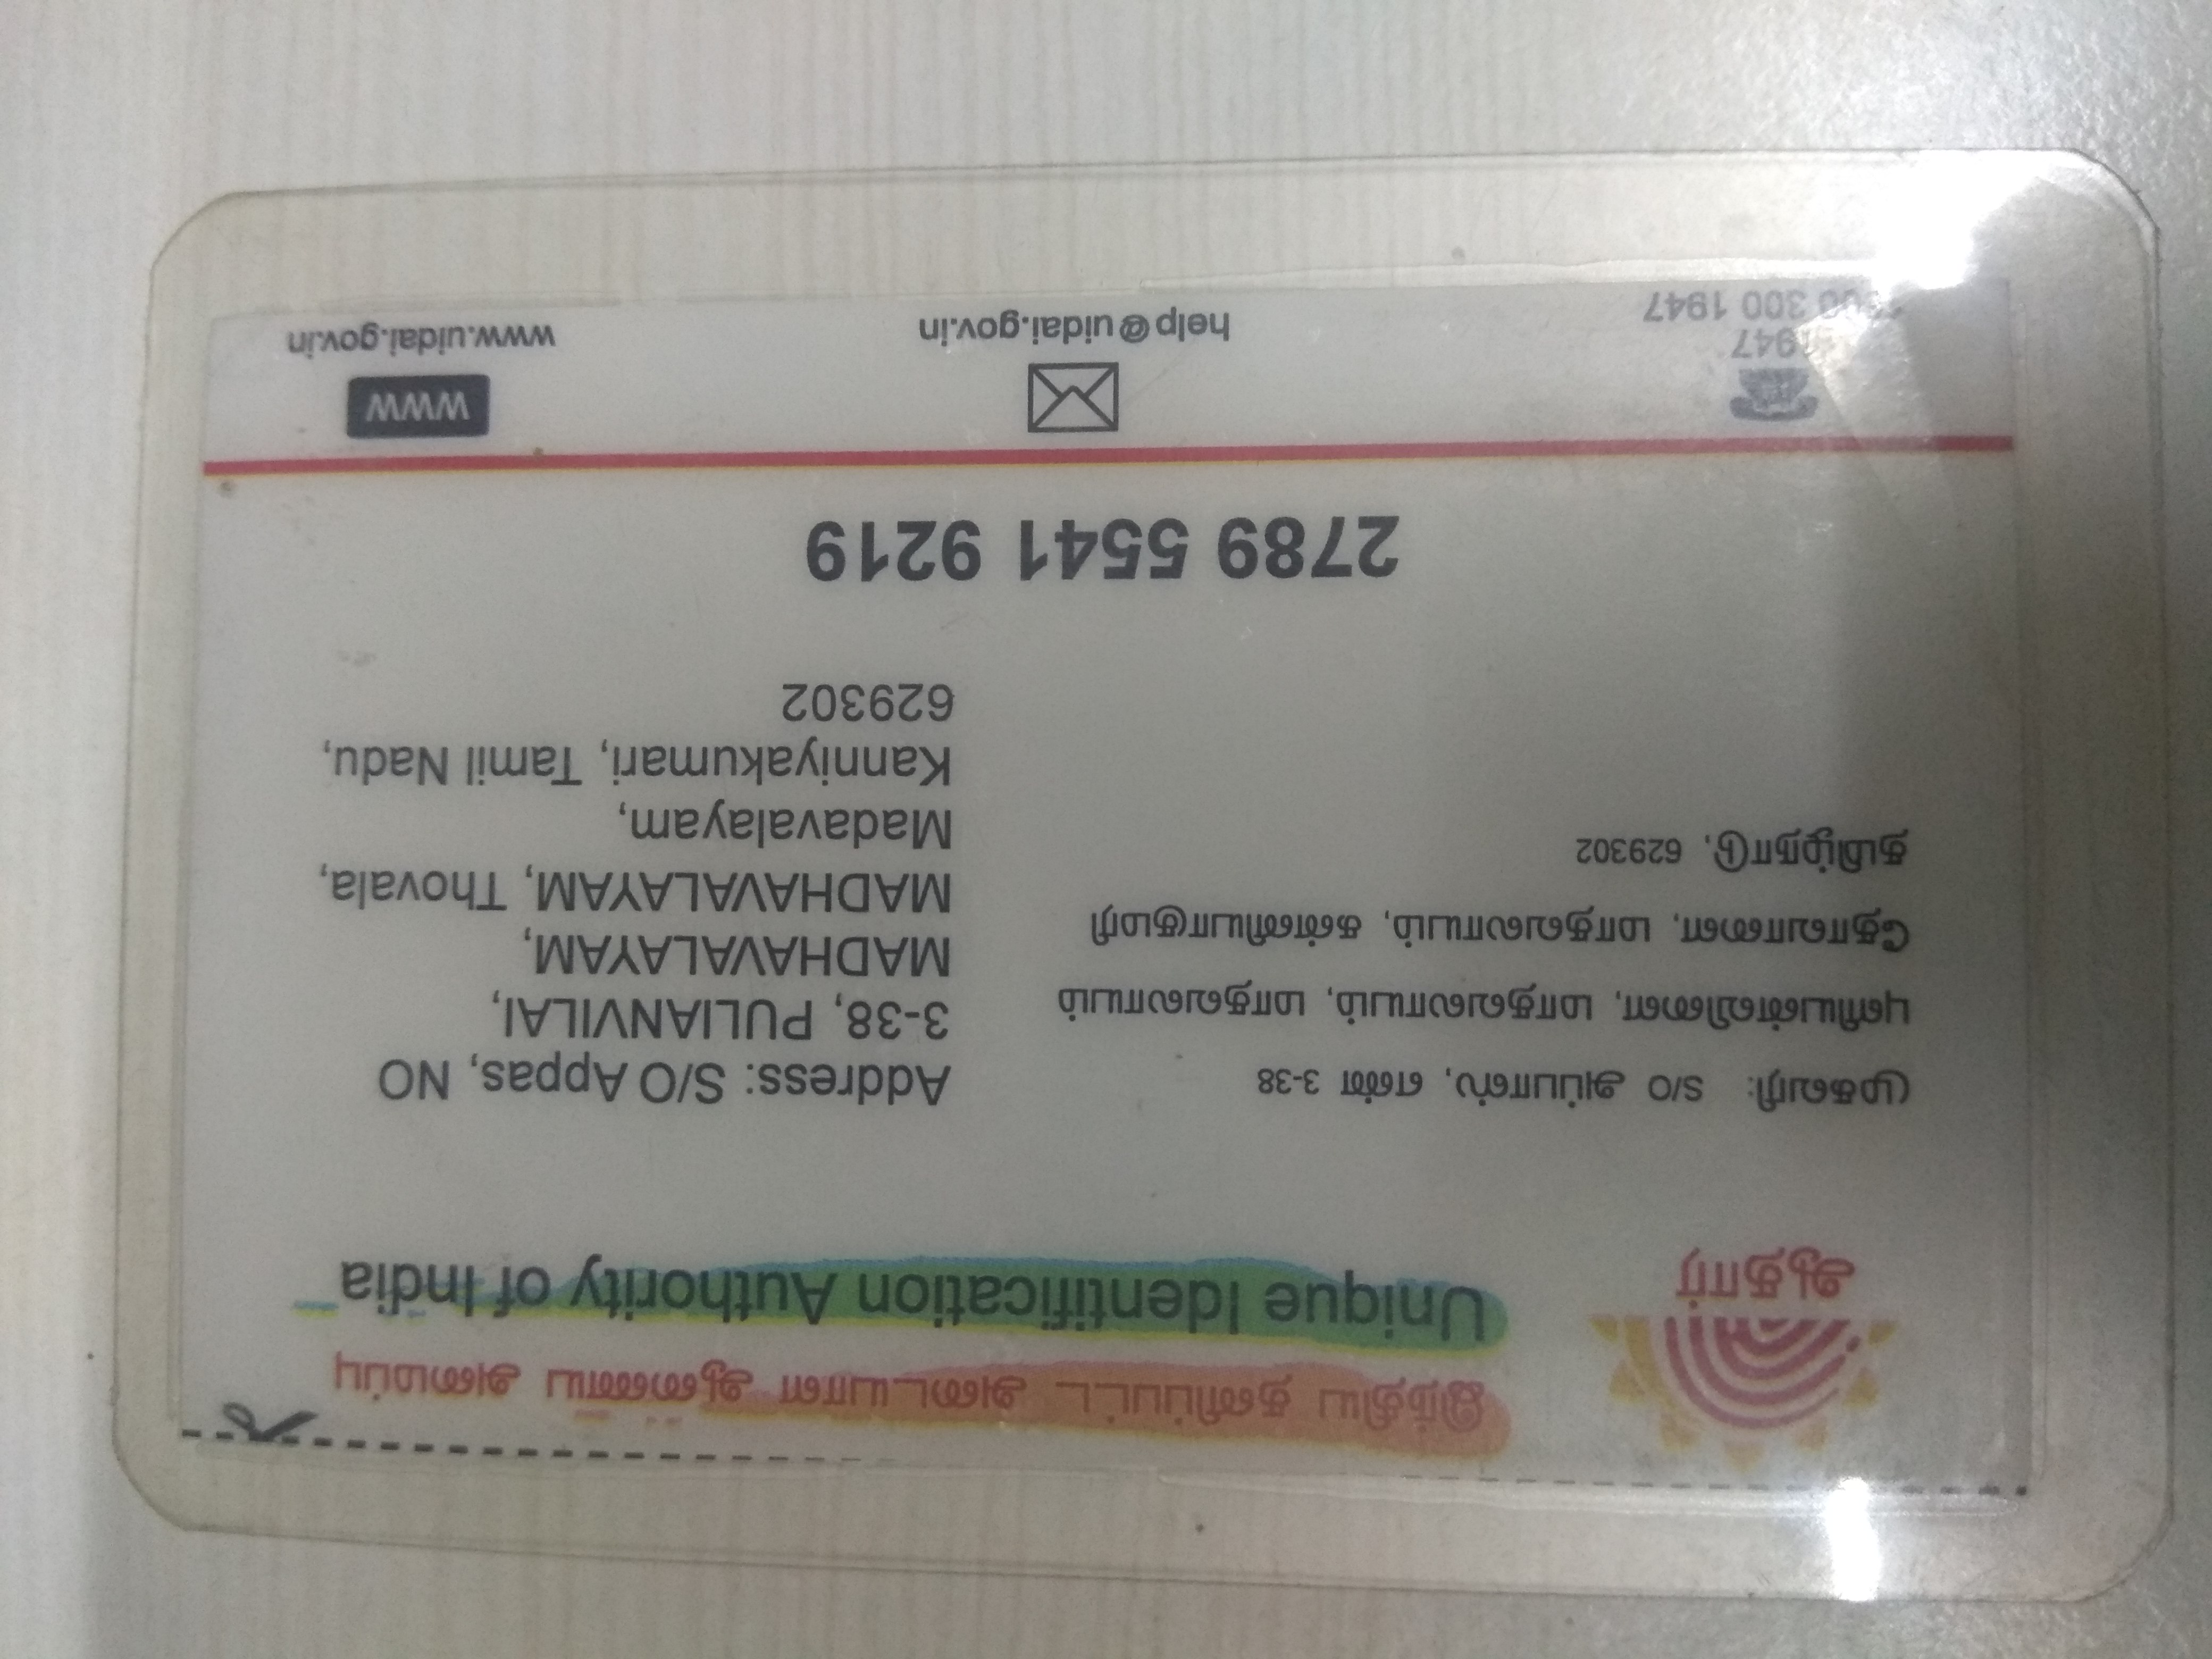 இந்திய தனிப்பட்ட அடையாள ஆணைய அமைப்பு
Unique Identification Authority of India
ஆதார்
முகவரி: S/O அப்பாஸ், எண் 3-38
புளியன்விளை, மாதவலாயம், மாதவலாயம்
தோவாளை, மாதவலாயம், கன்னியாகுமரி
தமிழ்நாடு, 629302
Address: S/O Appas, NO
3-38, PULIANVILAI,
MADHAVALAYAM,
MADHAVALAYAM, Thovala,
Madavalayam,
Kanniyakumari, Tamil Nadu,
629302
2789 5541 9219
1947
300 1947
help@uidai.gov.in
WWW
www.uidai.gov.in